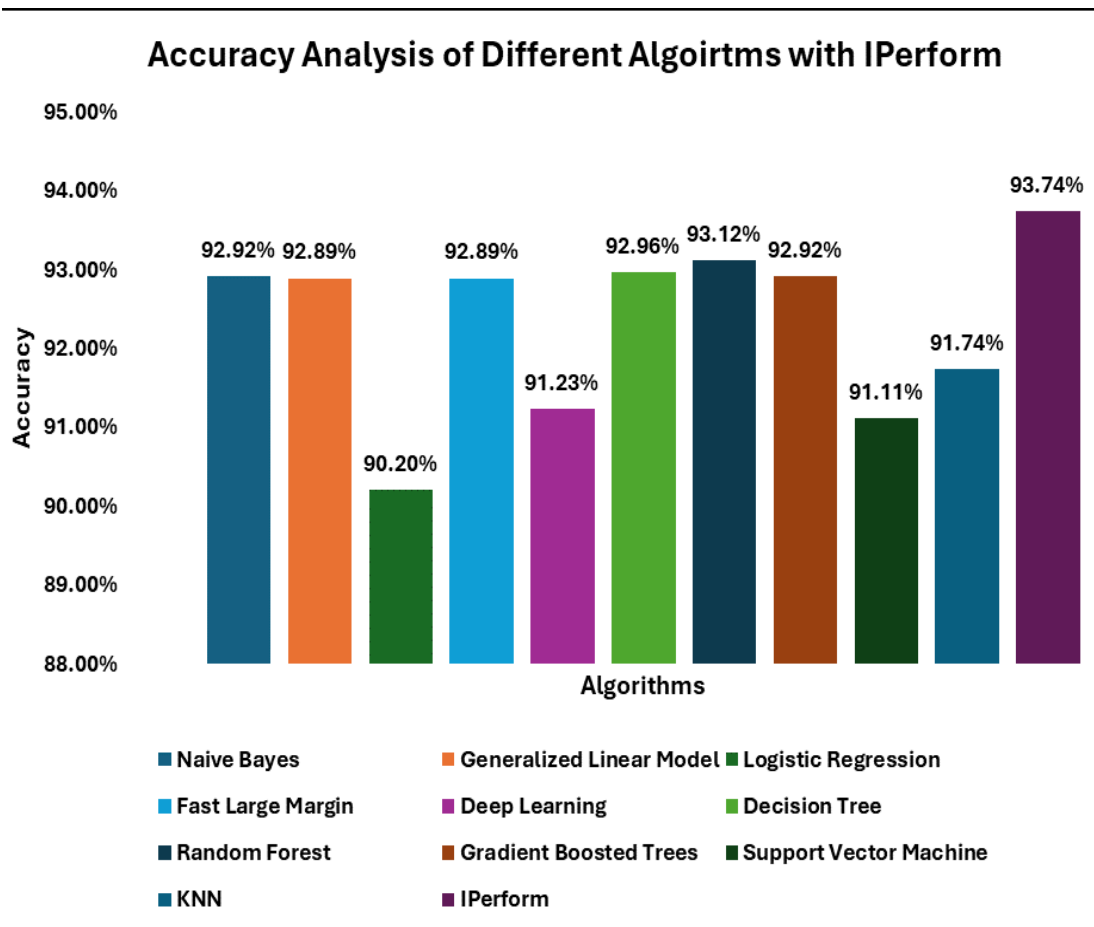 Accuracy Analysis of Different Algoirtms with IPerform
95.00%
94.00%
93.00%
92.00%
91.00%
90.00%
89.00%
88.00%
Accuracy
92.92%
92.89%
90.20%
92.89%
91.23%
92.96%
93.12%
92.92%
91.11%
91.74%
93.74%
Algorithms
Naive Bayes
Generalized Linear Model
Logistic Regression
Fast Large Margin
Deep Learning
Decision Tree
Random Forest
Gradient Boosted Trees
Support Vector Machine
KNN
IPerform